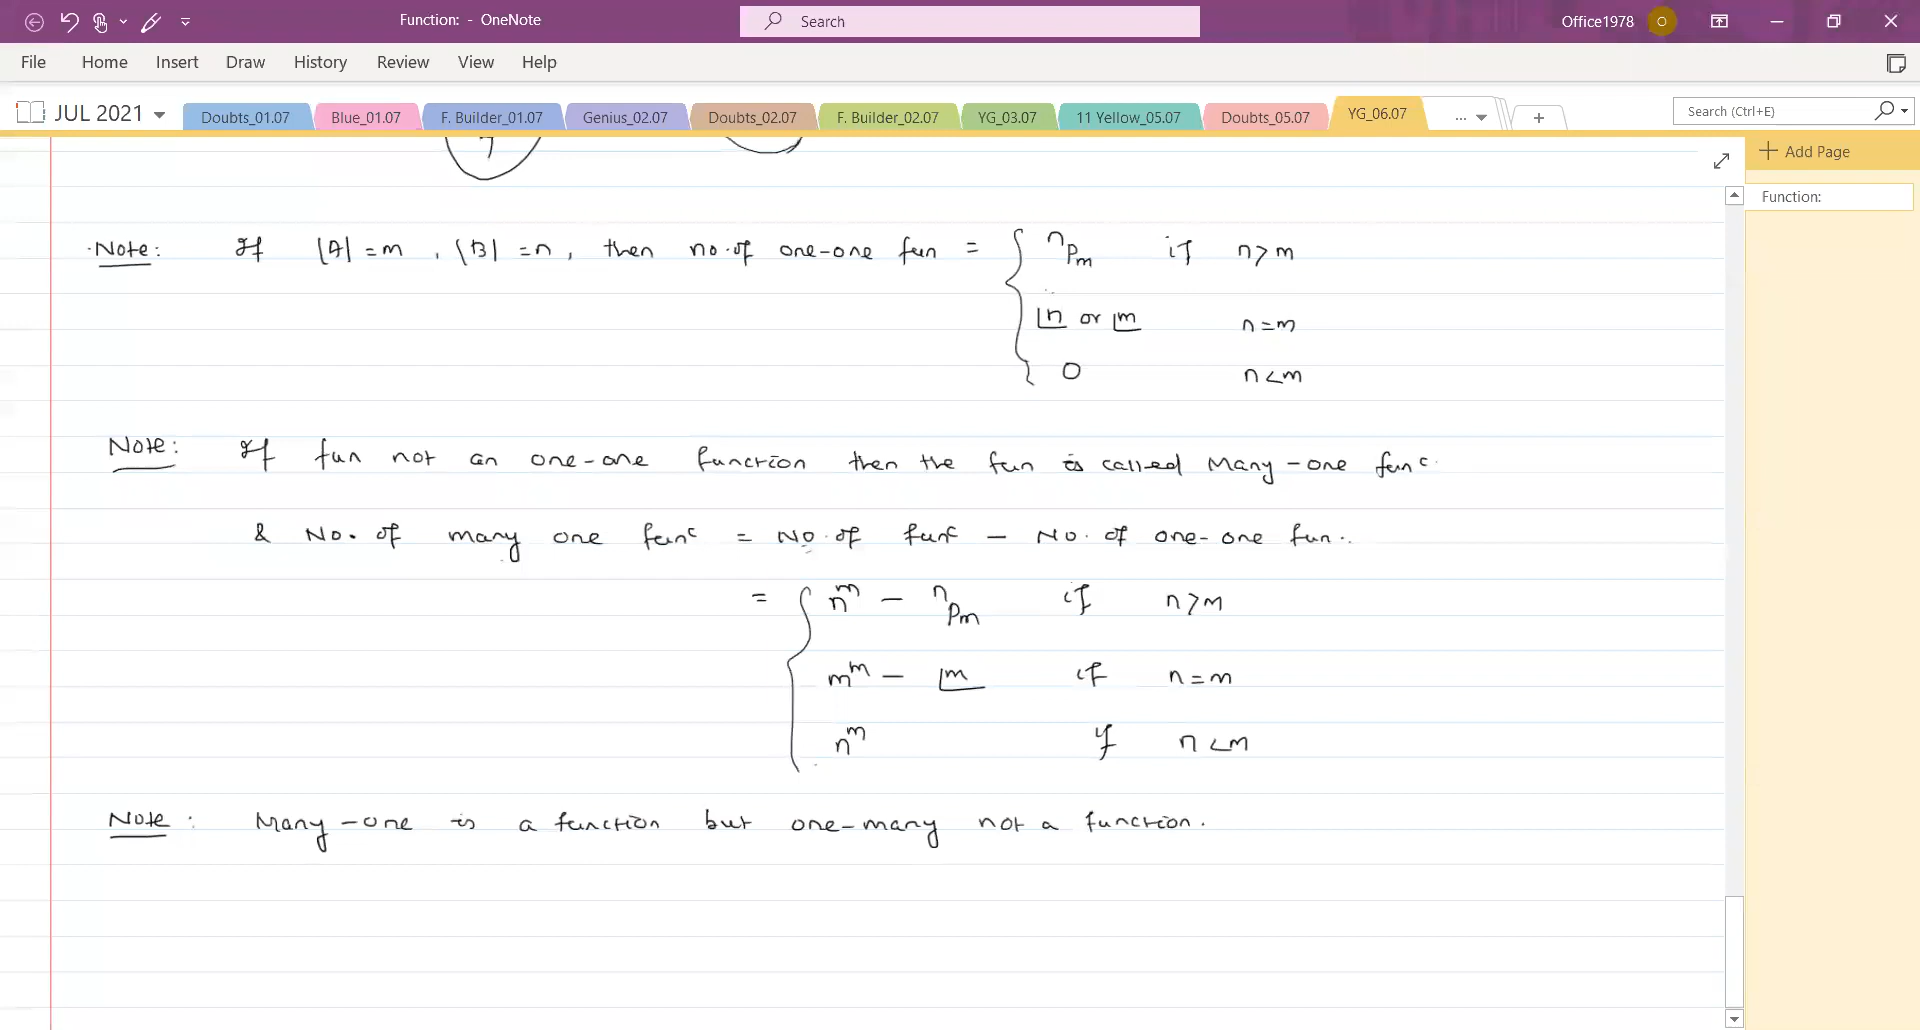 Function: - OneNote
Search
Office1978
O
File Home Insert Draw History Review View Help
JUL 2021
Doubts_01.07 Blue_01.07 F. Builder_01.07 Genius_02.07 Doubts_02.07 F. Builder_02.07 YG_03.07 11 Yellow_05.07 Doubts_05.07 YG_06.07 ... +
Search (Ctrl+E)
Add Page
Function:
Note: If |A| = m , |B| = n , then no. of one-one fun = { ⁿPₘ if n > m
⌊n or ⌊m n = m
0 n < m
Note: If fun not an one-one function then the fun is called Many-one funᶜ.
& No. of many one funᶜ = No. of funᶜ − No. of one-one fun.
= { nᵐ − ⁿPₘ if n > m
mᵐ − ⌊m if n = m
nᵐ if n < m
Note: Many-one is a function but one-many not a function.